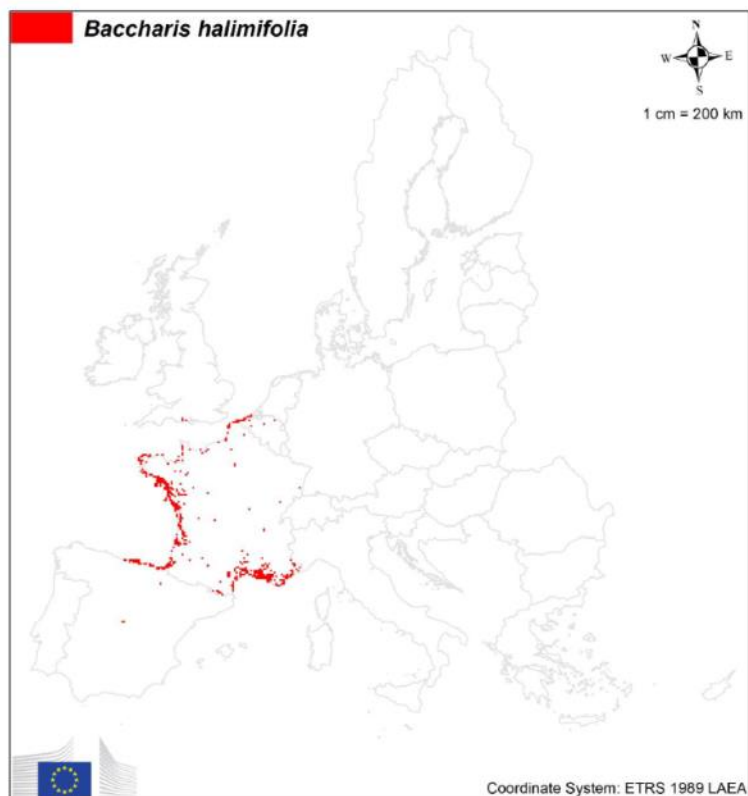 Baccharis halimifolia
N
W E
S
1 cm = 200 km
Coordinate System: ETRS 1989 LAEA